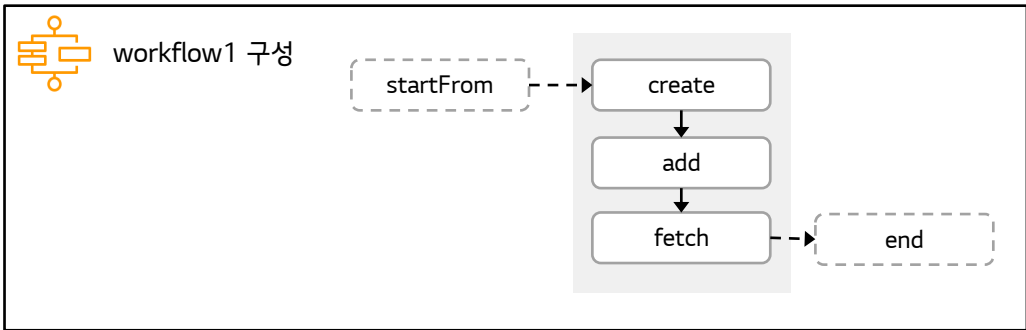 workflow1 구성
startFrom
create
add
fetch
end